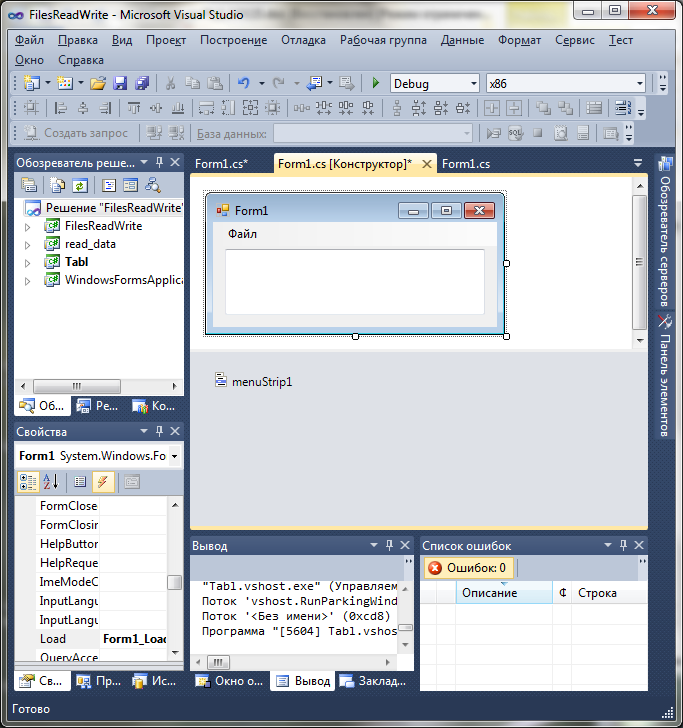 FilesReadWrite - Microsoft Visual Studio
Файл Правка Вид Проект Построение Отладка Рабочая группа Данные Формат Сервис Тест
Окно Справка
Debug x86
Создать запрос База данных:
Обозреватель реше...
Решение "FilesReadWrite"
FilesReadWrite
read_data
Tabl
WindowsFormsApplica
Об... Ре... Ко...
Form1.cs* Form1.cs [Конструктор]* Form1.cs
Form1
Файл
menuStrip1
Обозреватель серверов
Панель элементов
Свойства
Form1 System.Windows.Fo
FormClose
FormClosin
HelpButton
HelpReque
ImeModeC
InputLangu
InputLangu
Load Form1_Load
QueryAcce
Св... Пр... Ис...
Вывод
"Tabl.vshost.exe" (Управляем
Поток 'vshost.RunParkingWind
Поток '<Без имени>' (0xcd8)
Программа "[5604] Tabl.vshos
Окно о... Вывод Заклад...
Список ошибок
Ошибок: 0
Описание Строка
Готово